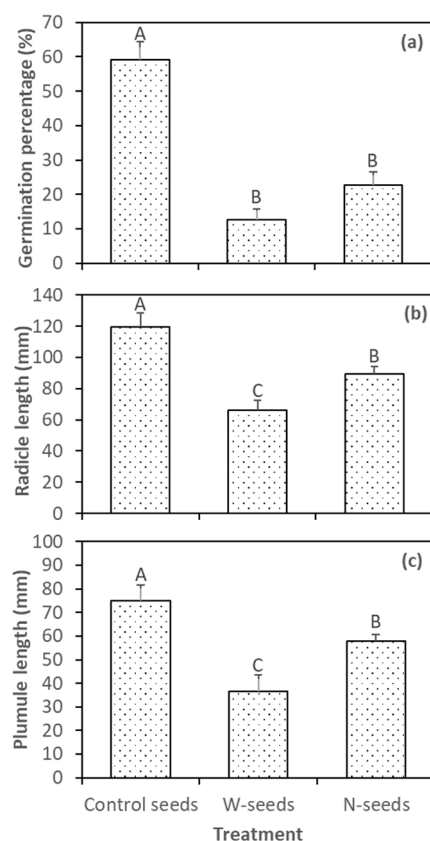 Germination percentage (%)
70
60
50
40
30
20
10
0
(a)
A
B
B
Radicle length (mm)
140
120
100
80
60
40
20
0
(b)
A
C
B
Plumule length (mm)
100
90
80
70
60
50
40
30
20
10
0
(c)
A
C
B
Control seeds W-seeds N-seeds
Treatment